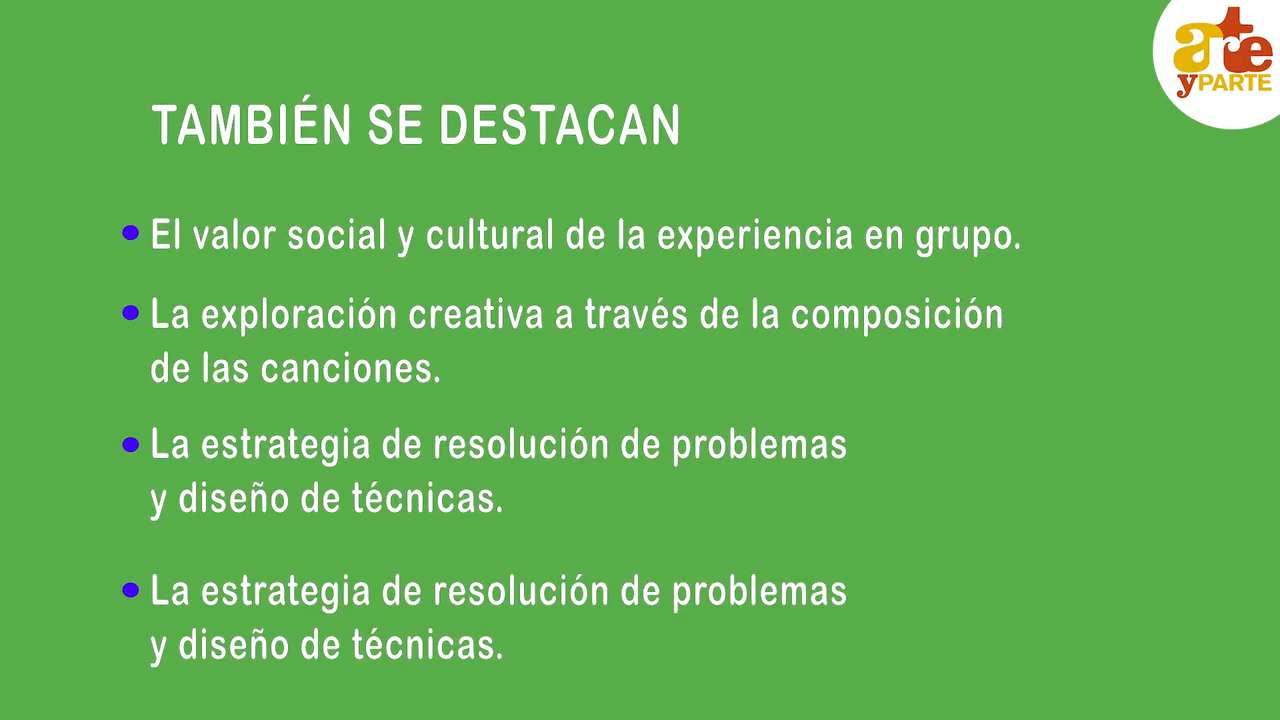 arte
yPARTE
TAMBIÉN SE DESTACAN
• El valor social y cultural de la experiencia en grupo.
• La exploración creativa a través de la composición
de las canciones.
• La estrategia de resolución de problemas
y diseño de técnicas.
• La estrategia de resolución de problemas
y diseño de técnicas.